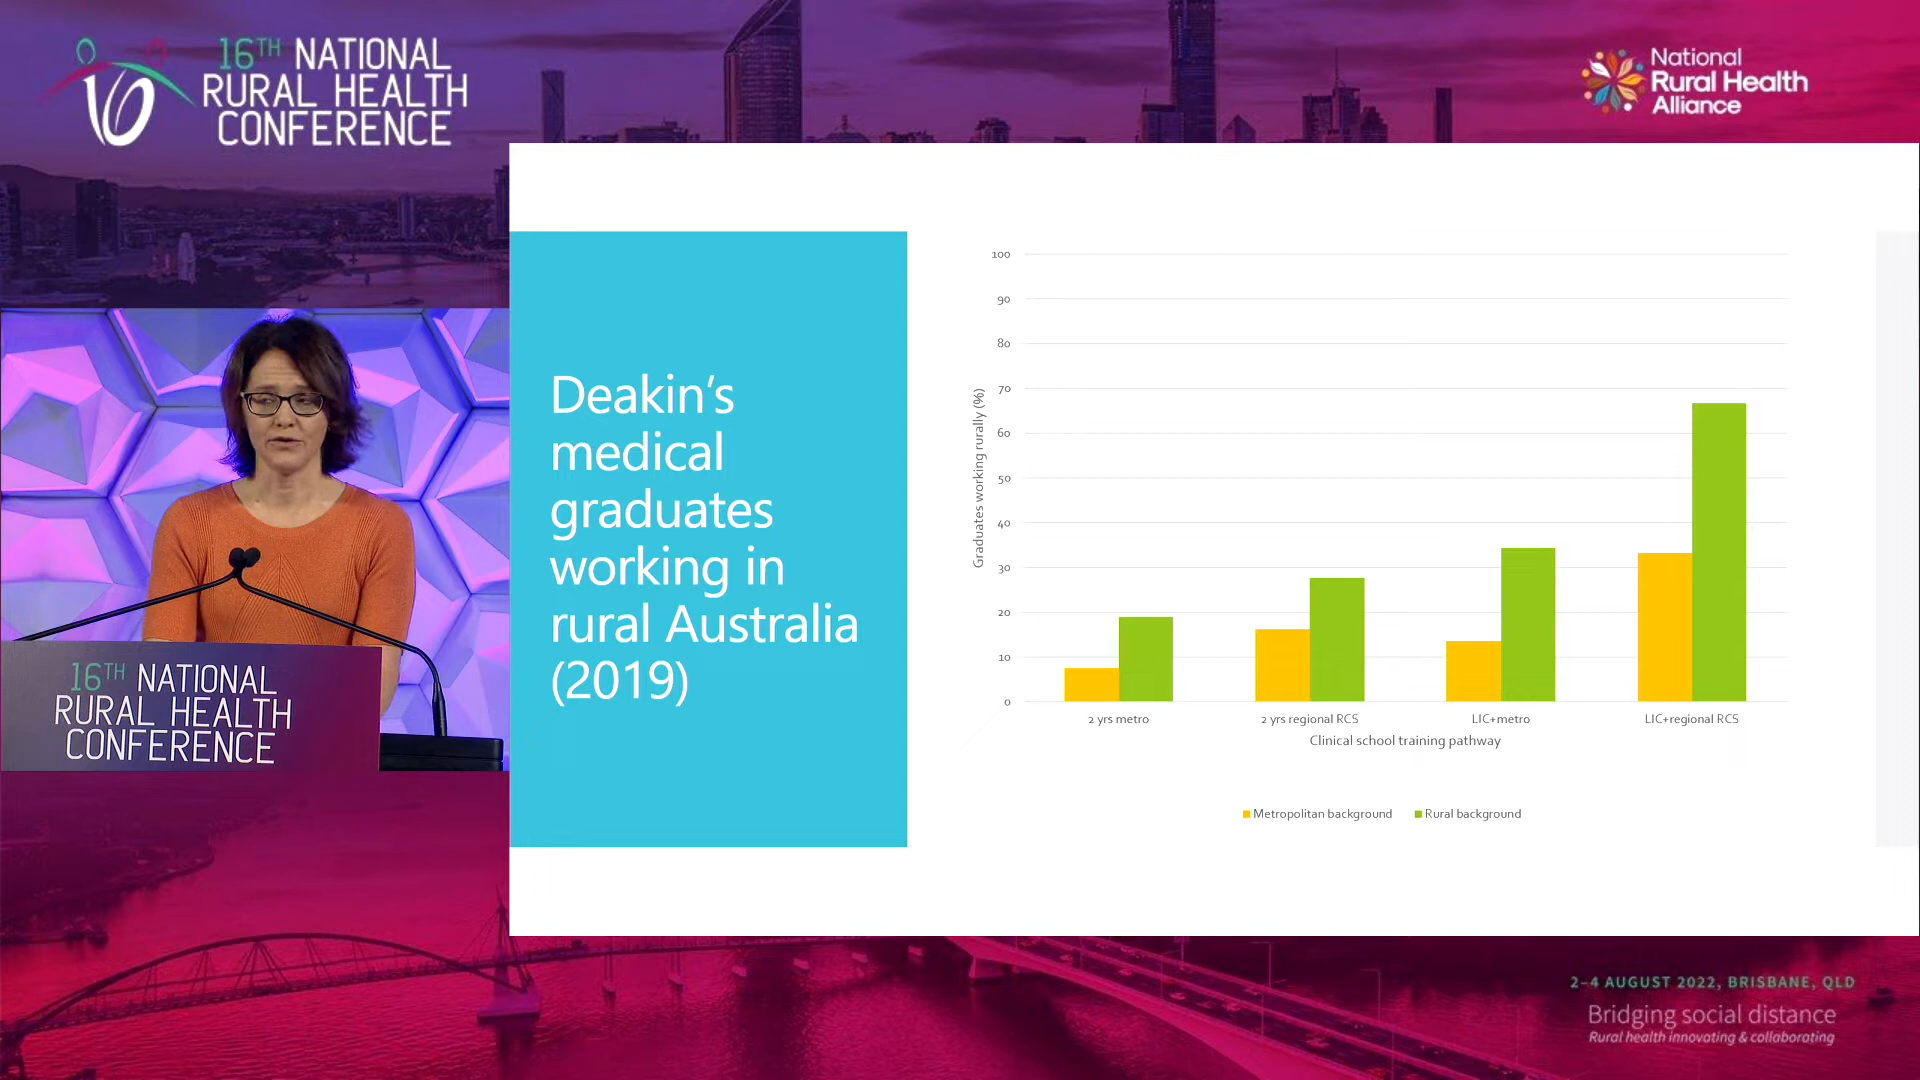 16TH NATIONAL
RURAL HEALTH
CONFERENCE
National
Rural Health
Alliance
16TH NATIONAL
RURAL HEALTH
CONFERENCE
Deakin’s
medical
graduates
working in
rural Australia
(2019)
Graduates working rurally (%)
100
90
80
70
60
50
40
30
20
10
0
2 yrs metro
2 yrs regional RCS
LIC+metro
LIC+regional RCS
Clinical school training pathway
Metropolitan background
Rural background
2–4 AUGUST 2022, BRISBANE, QLD
Bridging social distance
Rural health innovating & collaborating